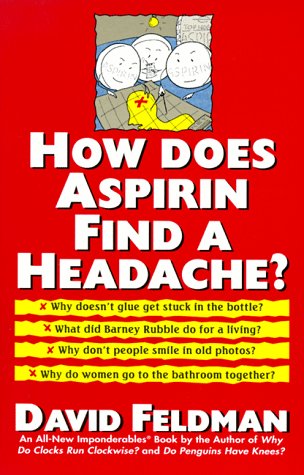 ASPIRIN
ASPIRIN
HOW DOES
ASPIRIN
FIND A
HEADACHE?
✗ Why doesn't glue get stuck in the bottle?
✗ What did Barney Rubble do for a living?
✗ Why don't people smile in old photos?
✗ Why do women go to the bathroom together?
DAVID FELDMAN
An All-New Imponderables® Book by the Author of Why
Do Clocks Run Clockwise? and Do Penguins Have Knees?